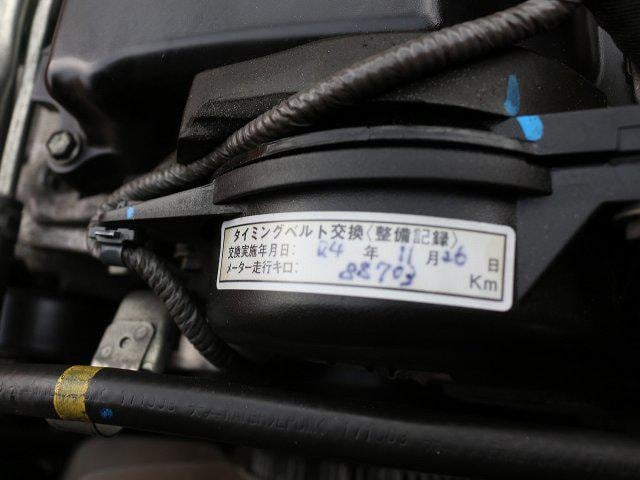 タイミングベルト交換〈整備記録〉
交換実施年月日: R4 年 11 月 26 日
メーター走行キロ: 88703 Km